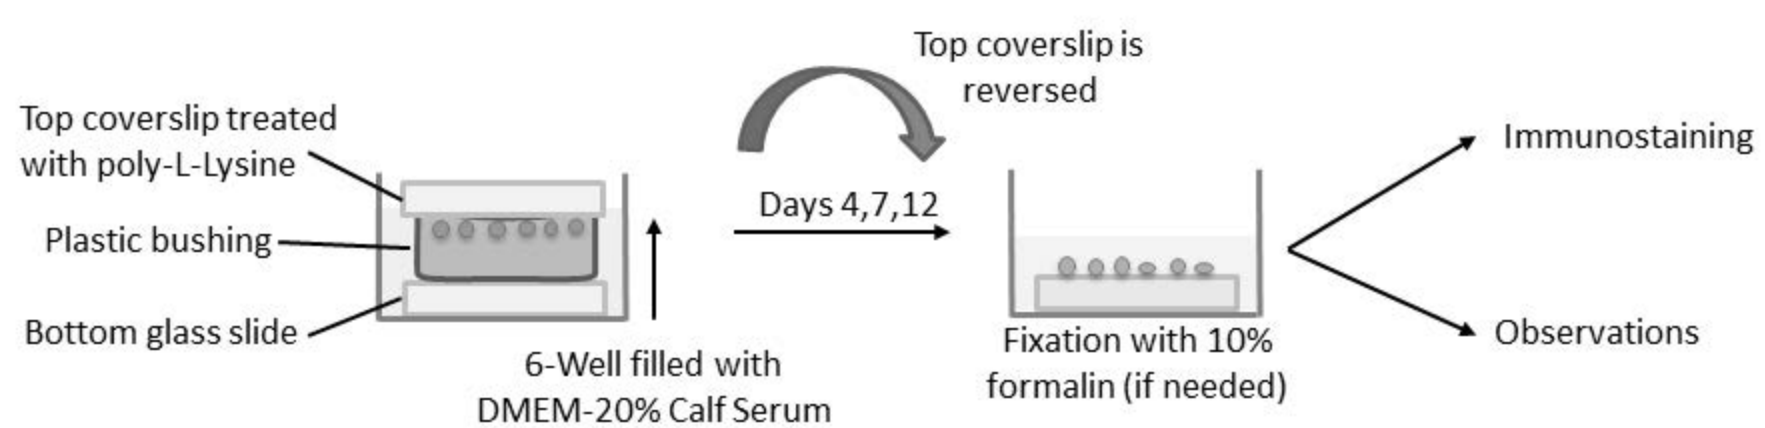 Top coverslip treated
with poly-L-Lysine
Plastic bushing
Bottom glass slide
6-Well filled with
DMEM-20% Calf Serum
Top coverslip is
reversed
Days 4,7,12
Fixation with 10%
formalin (if needed)
Immunostaining
Observations